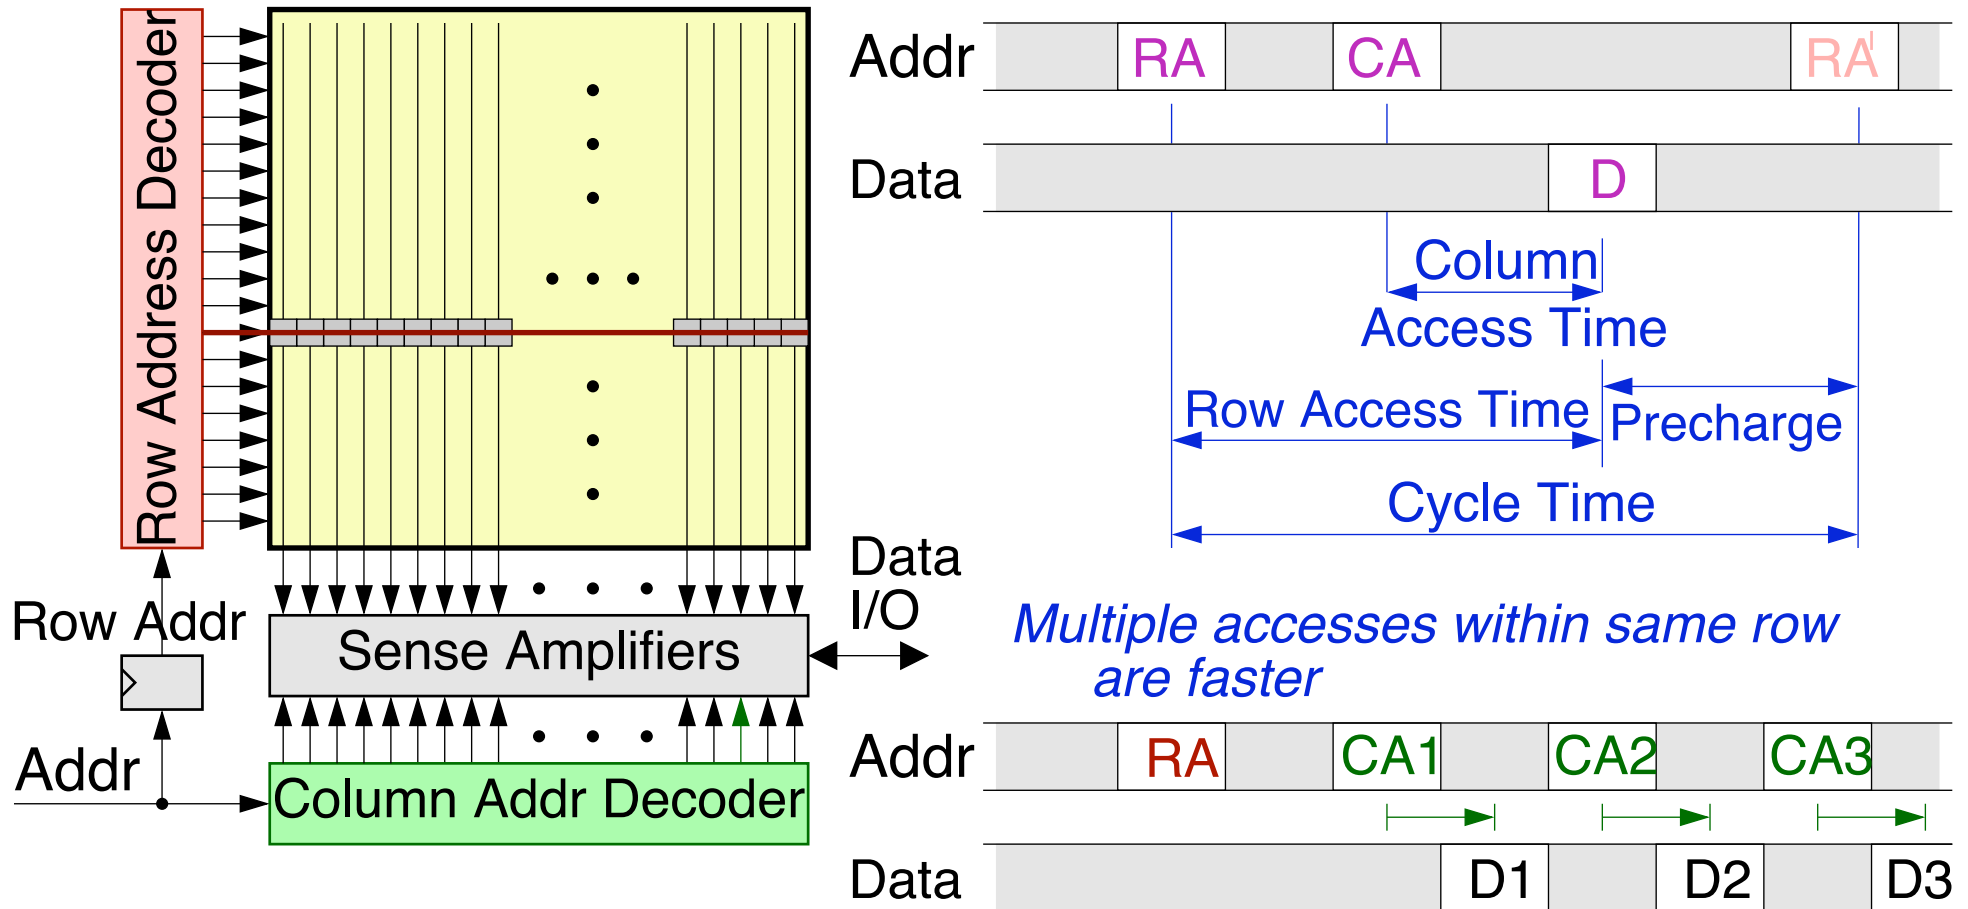 Row Address Decoder
Row Addr
Addr
Sense Amplifiers
Column Addr Decoder
Data
I/O
Addr
RA
CA
RA'
Data
D
Column
Access Time
Row Access Time
Precharge
Cycle Time
Multiple accesses within same row
are faster
Addr
RA
CA1
CA2
CA3
Data
D1
D2
D3